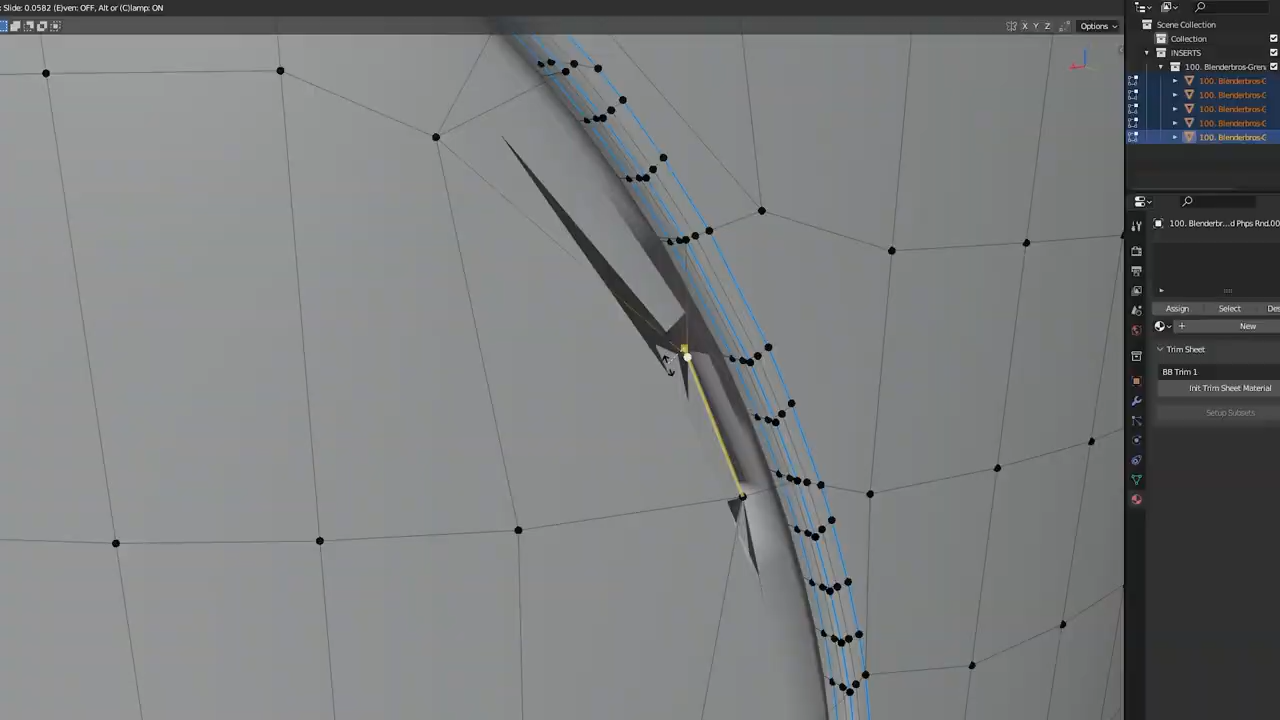 : Slide: 0.0582 (E)ven: OFF, Alt or (C)lamp: ON
X Y Z
Options
Scene Collection
Collection
INSERTS
100. Blenderbros-Gren
100. Blenderbros-G
100. Blenderbros-G
100. Blenderbros-G
100. Blenderbros-G
100. Blenderbros-G
100. Blenderbr...d Phps Rnd.00
Assign
Select
Des
New
Trim Sheet
BB Trim 1
Init Trim Sheet Material
Setup Subsets